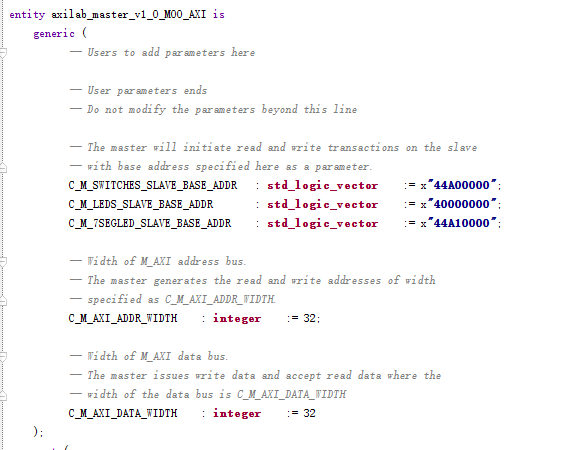 entity axilab_master_v1_0_M00_AXI is
generic (
-- Users to add parameters here
-- User parameters ends
-- Do not modify the parameters beyond this line
-- The master will initiate read and write transactions on the slave
-- with base address specified here as a parameter.
C_M_SWITCHES_SLAVE_BASE_ADDR : std_logic_vector := x"44A00000";
C_M_LEDS_SLAVE_BASE_ADDR : std_logic_vector := x"40000000";
C_M_7SEGLED_SLAVE_BASE_ADDR : std_logic_vector := x"44A10000";
-- Width of M_AXI address bus.
-- The master generates the read and write addresses of width
-- specified as C_M_AXI_ADDR_WIDTH.
C_M_AXI_ADDR_WIDTH : integer := 32;
-- Width of M_AXI data bus.
-- The master issues write data and accept read data where the
-- width of the data bus is C_M_AXI_DATA_WIDTH
C_M_AXI_DATA_WIDTH : integer := 32
);